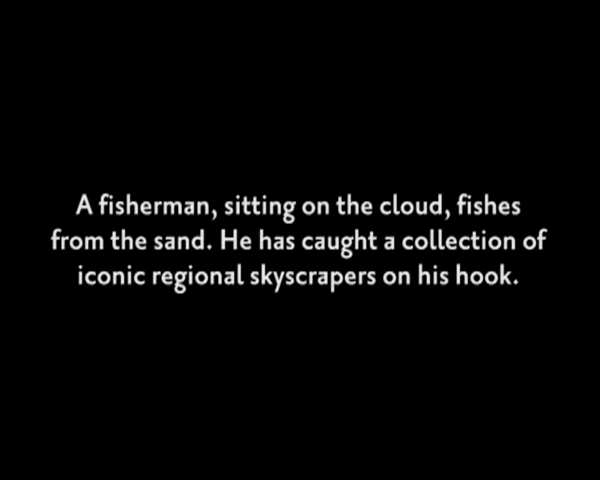 A fisherman, sitting on the cloud, fishes
from the sand. He has caught a collection of
iconic regional skyscrapers on his hook.